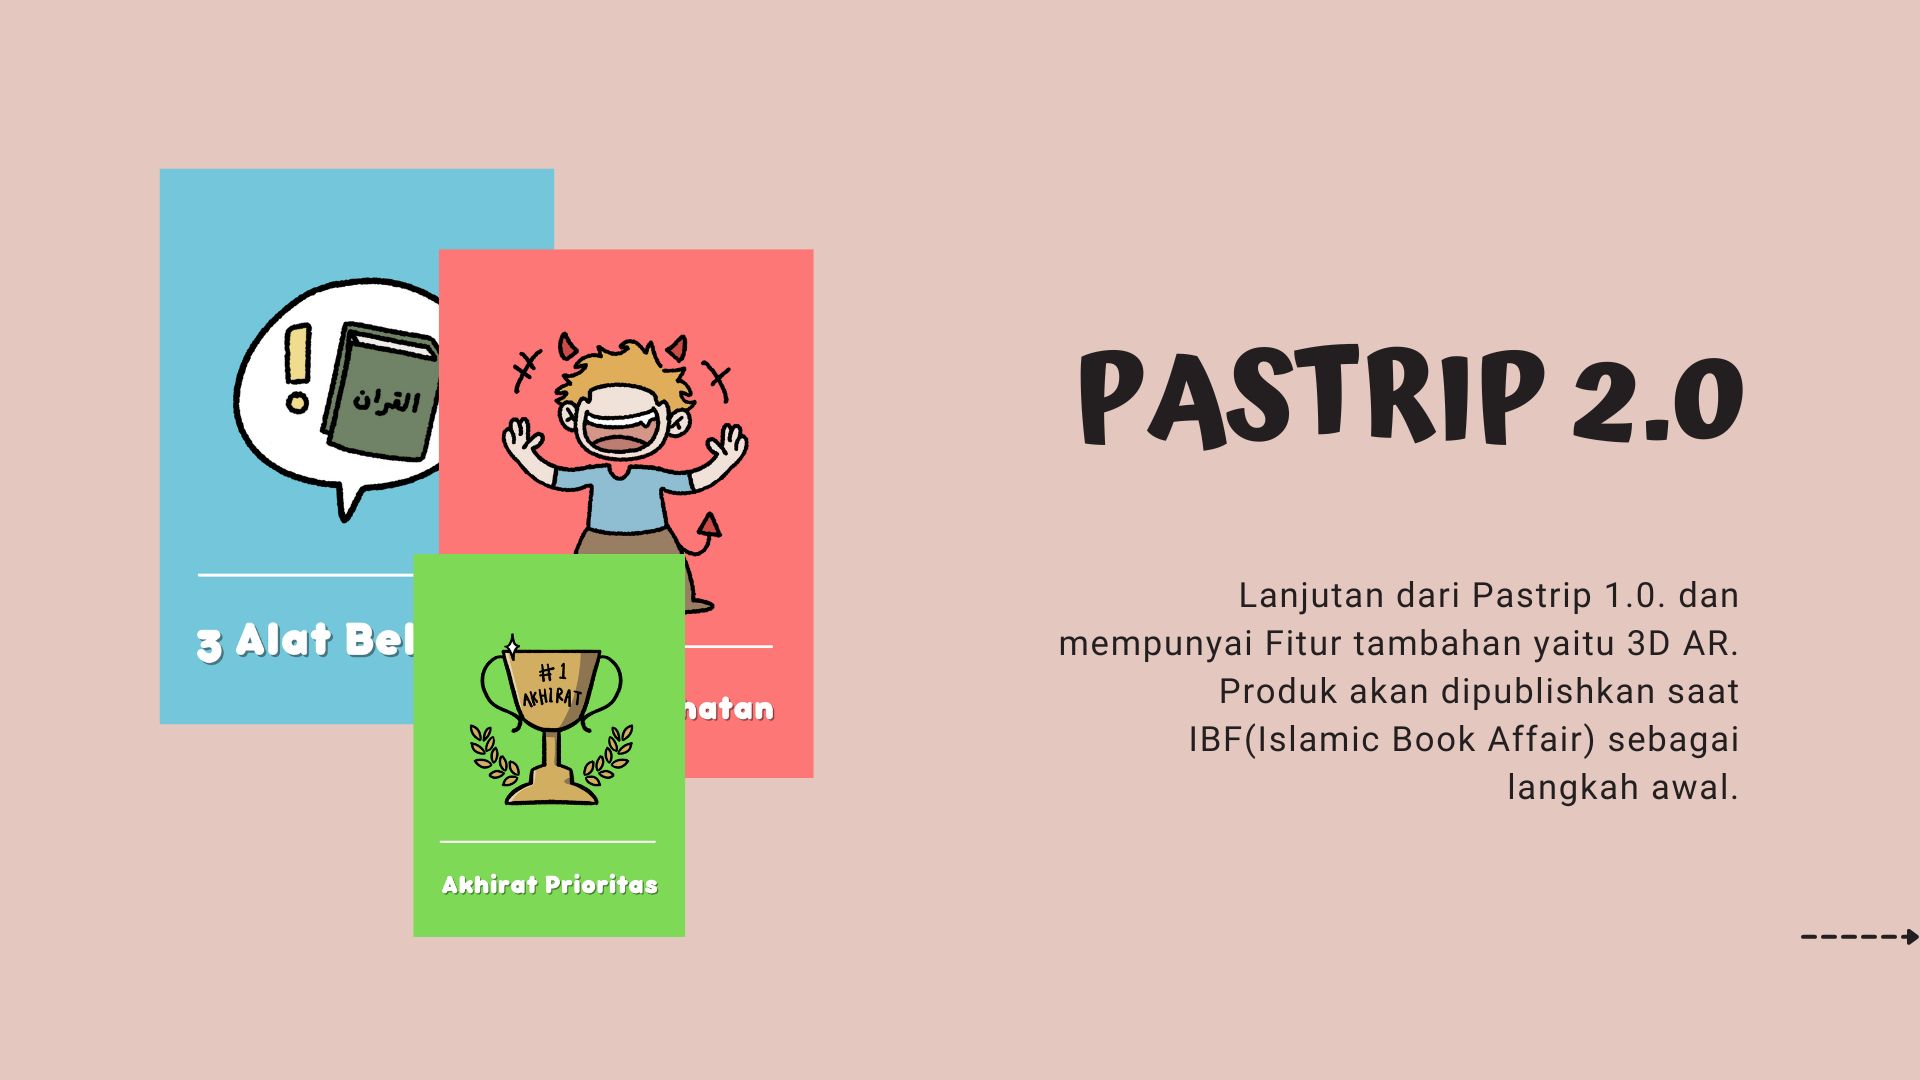 القران
3 Alat Bel
#1
AKHIRAT
Akhirat Prioritas
PASTRIP 2.0
Lanjutan dari Pastrip 1.0. dan
mempunyai Fitur tambahan yaitu 3D AR.
Produk akan dipublishkan saat
IBF(Islamic Book Affair) sebagai
langkah awal.